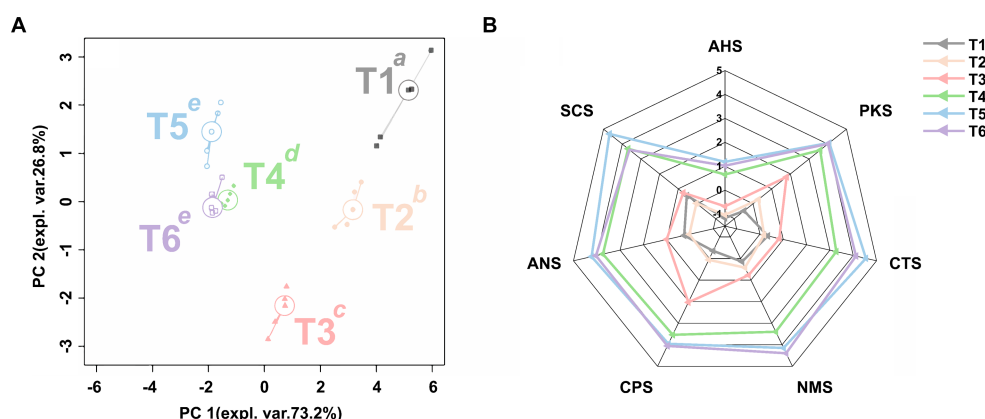 A
3
2
1
0
-1
-2
-3
-6
-4
-2
0
2
4
6
PC 2(expl. var.26.8%)
PC 1(expl. var.73.2%)
T1 a
T5 e
T4 d
T2 b
T6 e
T3 c
B
AHS
PKS
CTS
NMS
CPS
ANS
SCS
5
4
3
2
1
0
-1
T1
T2
T3
T4
T5
T6